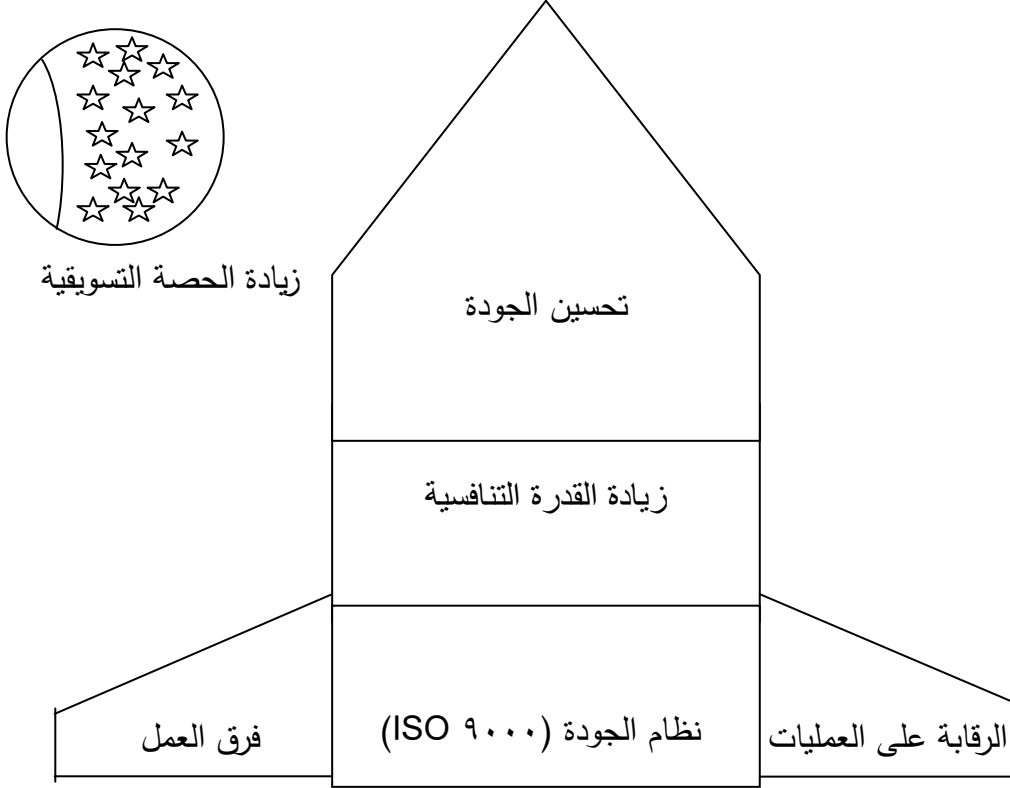 زيادة الحصة التسويقية
تحسين الجودة
زيادة القدرة التنافسية
الرقابة على العمليات
نظام الجودة (ISO ٩٠٠٠)
فرق العمل